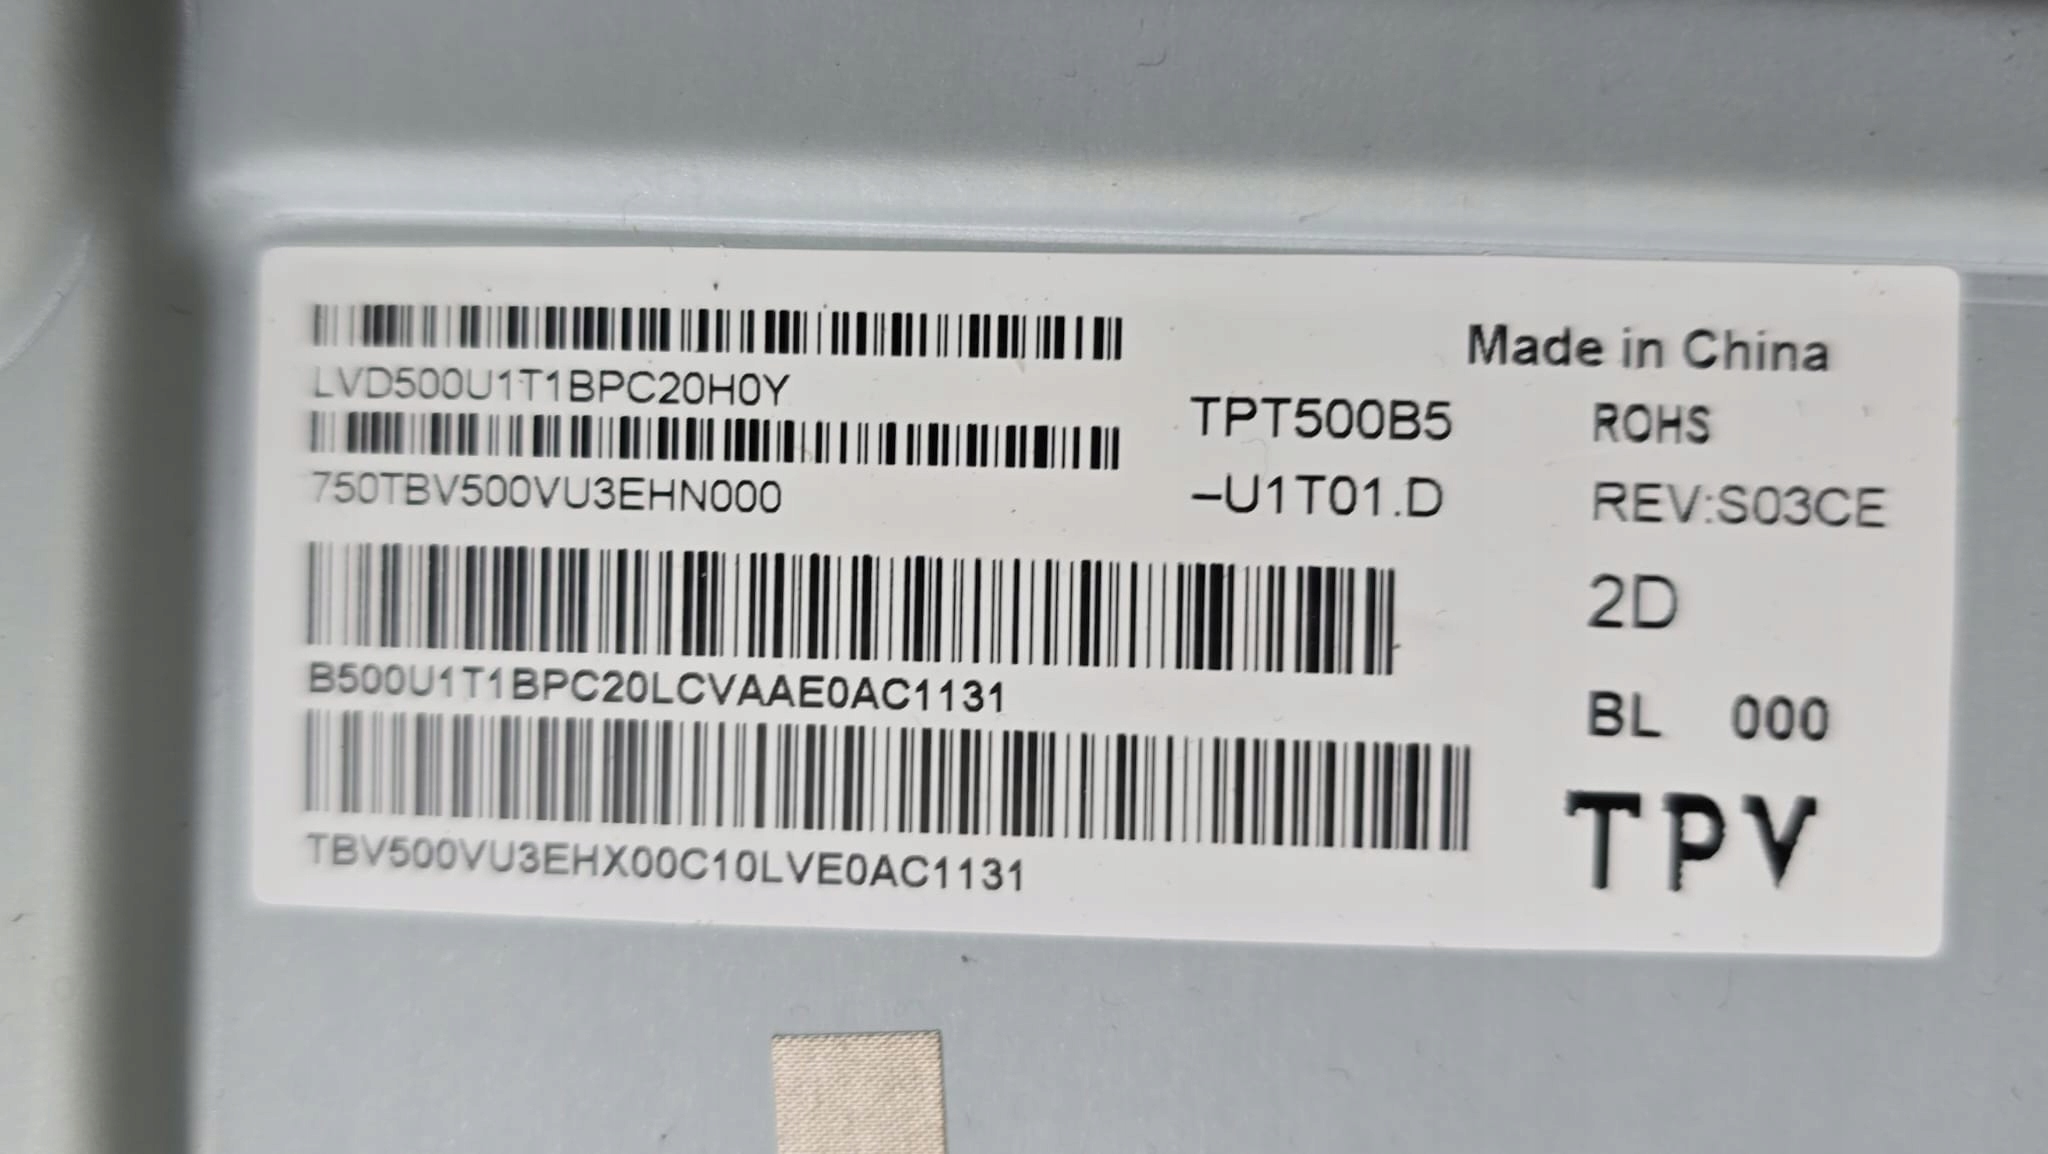 Made in China
LVD500U1T1BPC20H0Y
TPT500B5
ROHS
750TBV500VU3EHN000
-U1T01.D
REV:S03CE
2D
B500U1T1BPC20LCVAAE0AC1131
BL 000
TBV500VU3EHX00C10LVE0AC1131
TPV